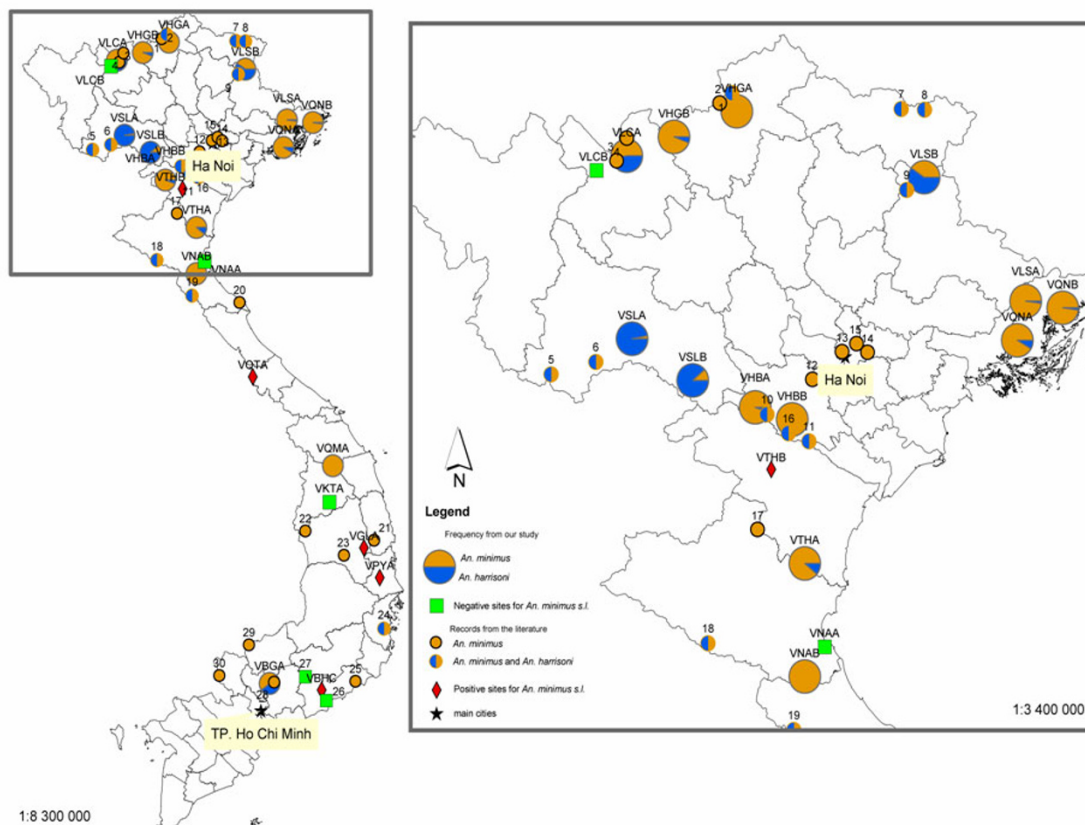 VHGA
VHGB
2
1
VLCA
3
VLCB
7
8
VLSB
9
VLSA
VQNB
VQNA
VSLA
6
5
VSLB
VHBB
VHBA
15
14
12
Ha Noi
VTHB
16
17
VTHA
18
VNAB
VNAA
19
20
VQTA
VQMA
VKTA
22
21
VGLA
23
VPYA
24
29
30
VBGA
27
VBHC
25
26
28
TP. Ho Chi Minh
1:8 300 000
2
VHGA
1
VHGB
VLCA
3
4
VLCB
7
8
VLSB
9
VLSA
VQNB
VQNA
VSLA
6
5
VSLB
15
13
14
12
Ha Noi
VHBA
10
VHBB
16
11
VTHB
17
VTHA
18
VNAA
VNAB
19
N
Legend
Frequency from our study
An. minimus
An. harrisoni
Negative sites for An. minimus s.l.
Records from the literature
An. minimus
An. minimus and An. harrisoni
Positive sites for An. minimus s.l.
main cities
1:3 400 000